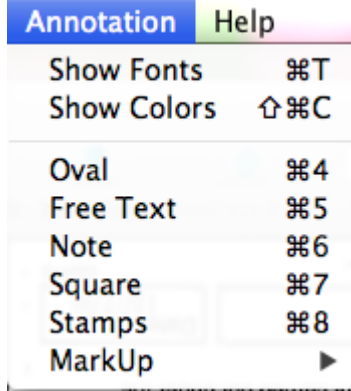 Annotation Help
Show Fonts ⌘T
Show Colors ⇧⌘C
Oval ⌘4
Free Text ⌘5
Note ⌘6
Square ⌘7
Stamps ⌘8
MarkUp ▶